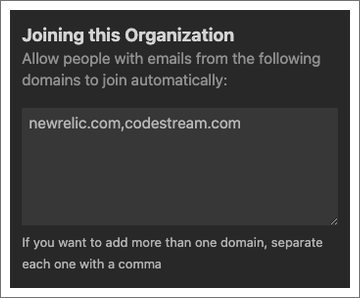 Joining this Organization
Allow people with emails from the following
domains to join automatically:
newrelic.com,codestream.com
If you want to add more than one domain, separate
each one with a comma